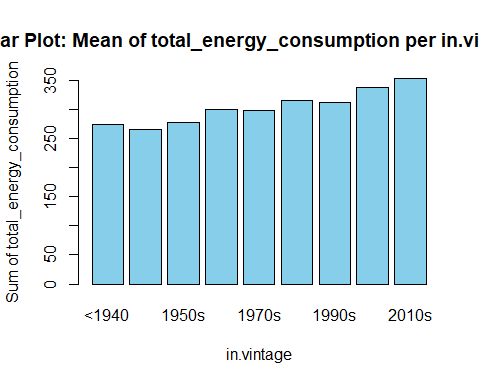 ar Plot: Mean of total_energy_consumption per in.vi
Sum of total_energy_consumption
350
250
150
50
0
<1940 1950s 1970s 1990s 2010s
in.vintage